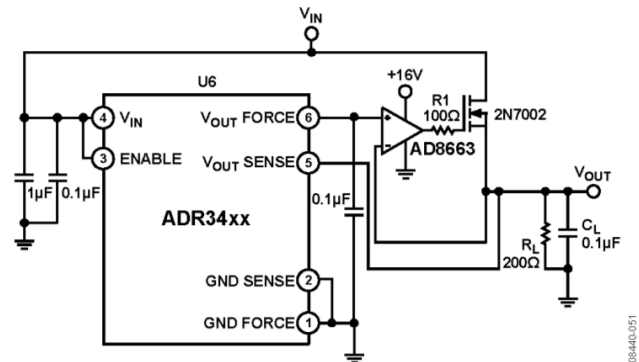 VIN
U6
+16V
R1
100Ω
2N7002
4
VIN
VOUT FORCE
6
+
AD8663
–
3
ENABLE
VOUT SENSE
5
VOUT
1µF
0.1µF
0.1µF
ADR34xx
RL
200Ω
CL
0.1µF
GND SENSE
2
GND FORCE
1
08440-051